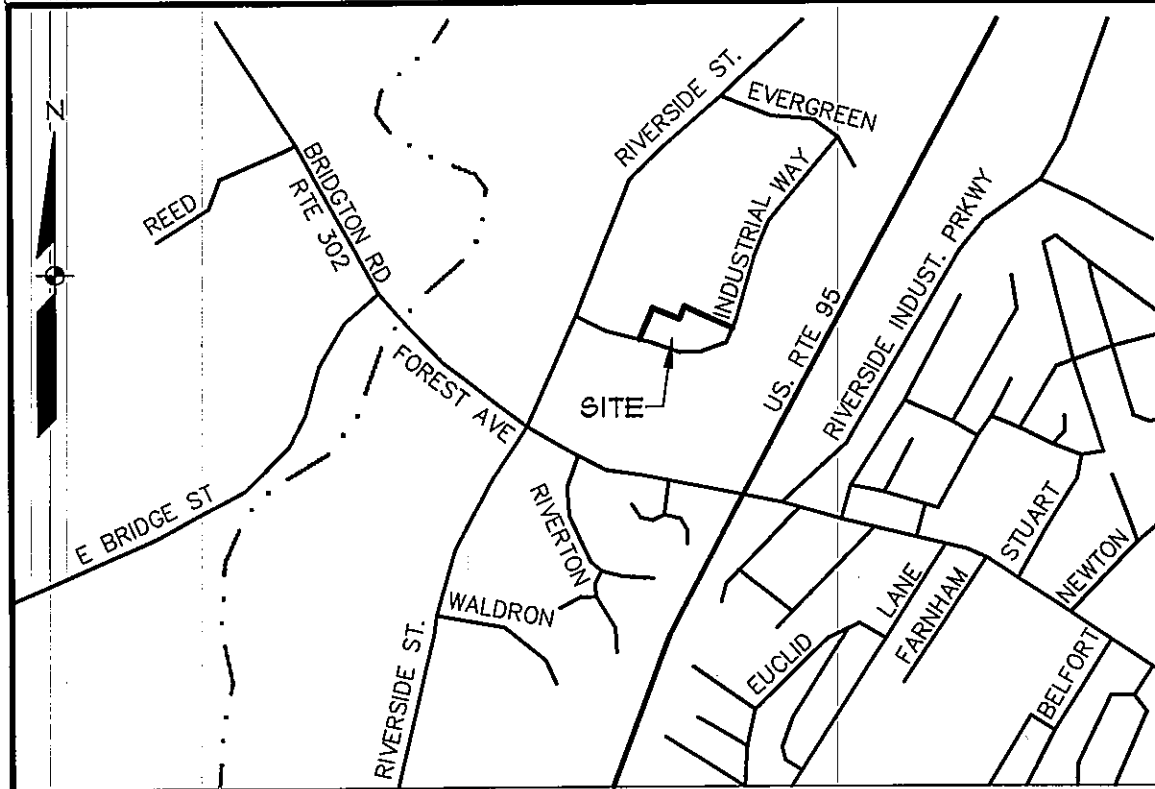 N
RIVERSIDE ST.
EVERGREEN
BRIDGTON RD
RTE 302
REED
INDUSTRIAL WAY
RIVERSIDE INDUST. PRKWY
US. RTE 95
FOREST AVE
SITE
E BRIDGE ST
RIVERTON
WALDRON
RIVERSIDE ST.
EUCLID
LANE
FARNHAM
STUART
NEWTON
BELFORT